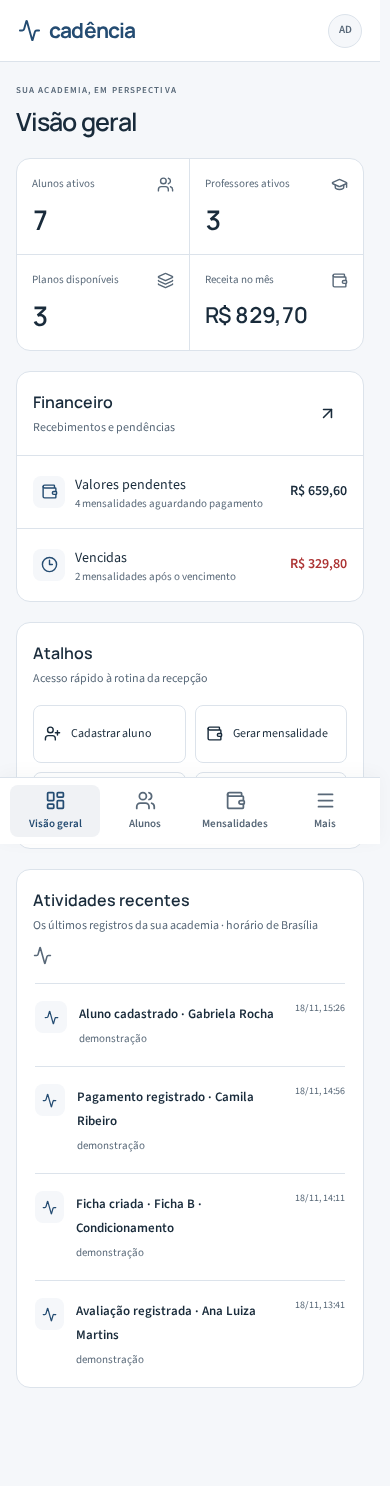 cadência
AD
SUA ACADEMIA, EM PERSPECTIVA
Visão geral
Alunos ativos
7
Professores ativos
3
Planos disponíveis
3
Receita no mês
R$ 829,70
Financeiro
Recebimentos e pendências
Valores pendentes
4 mensalidades aguardando pagamento
R$ 659,60
Vencidas
2 mensalidades após o vencimento
R$ 329,80
Atalhos
Acesso rápido à rotina da recepção
Cadastrar aluno
Gerar mensalidade
Visão geral
Alunos
Mensalidades
Mais
Atividades recentes
Os últimos registros da sua academia · horário de Brasília
Aluno cadastrado · Gabriela Rocha
18/11, 15:26
demonstração
Pagamento registrado · Camila
Ribeiro
18/11, 14:56
demonstração
Ficha criada · Ficha B ·
Condicionamento
18/11, 14:11
demonstração
Avaliação registrada · Ana Luiza
Martins
18/11, 13:41
demonstração